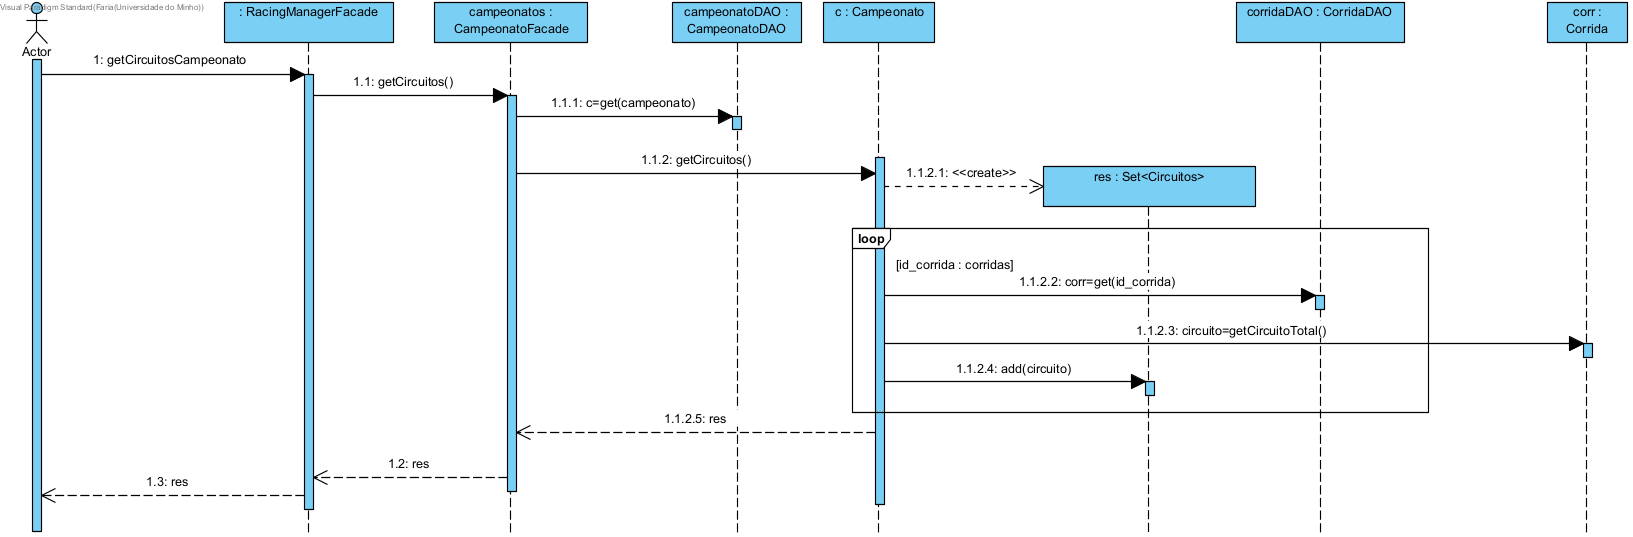 Visual Paradigm Standard(Faria(Universidade do Minho))
Actor
: RacingManagerFacade
campeonatos :
CampeonatoFacade
campeonatoDAO :
CampeonatoDAO
c : Campeonato
corridaDAO : CorridaDAO
corr :
Corrida
1: getCircuitosCampeonato
1.1: getCircuitos()
1.1.1: c=get(campeonato)
1.1.2: getCircuitos()
1.1.2.1: <<create>>
res : Set<Circuitos>
loop
[id_corrida : corridas]
1.1.2.2: corr=get(id_corrida)
1.1.2.3: circuito=getCircuitoTotal()
1.1.2.4: add(circuito)
1.1.2.5: res
1.2: res
1.3: res